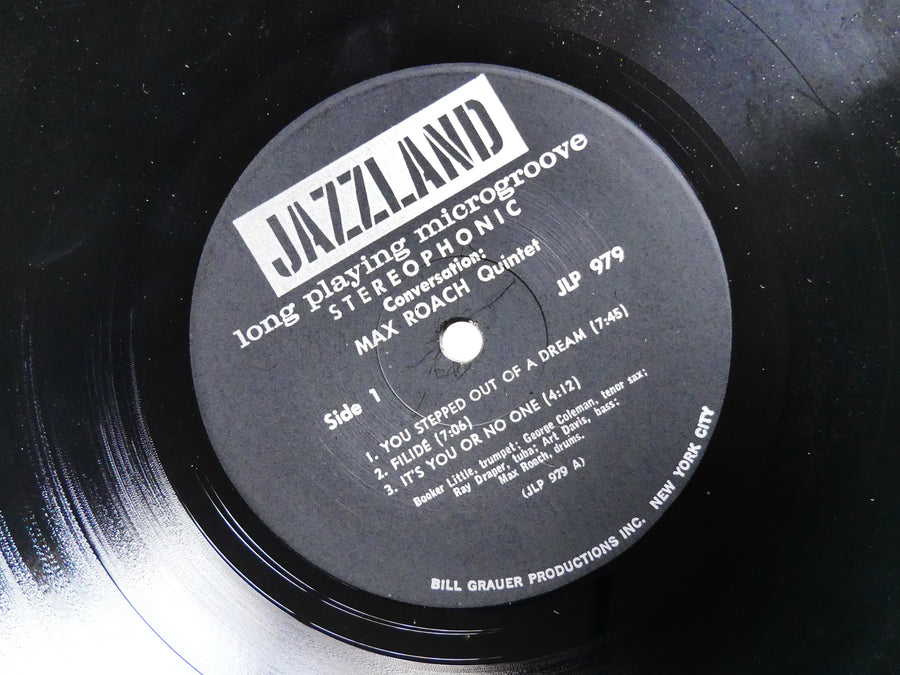 JAZZLAND
long playing microgroove
STEREOPHONIC
Conversation:
MAX ROACH Quintet
JLP 979
Side 1
1. YOU STEPPED OUT OF A DREAM (7:45)
2. FILIDE (7:06)
3. IT'S YOU OR NO ONE (4:12)
Booker Little, trumpet; George Coleman, tenor sax;
Ray Draper, tuba; Art Davis, bass;
Max Roach, drums.
(JLP 979 A)
BILL GRAUER PRODUCTIONS INC. NEW YORK CITY